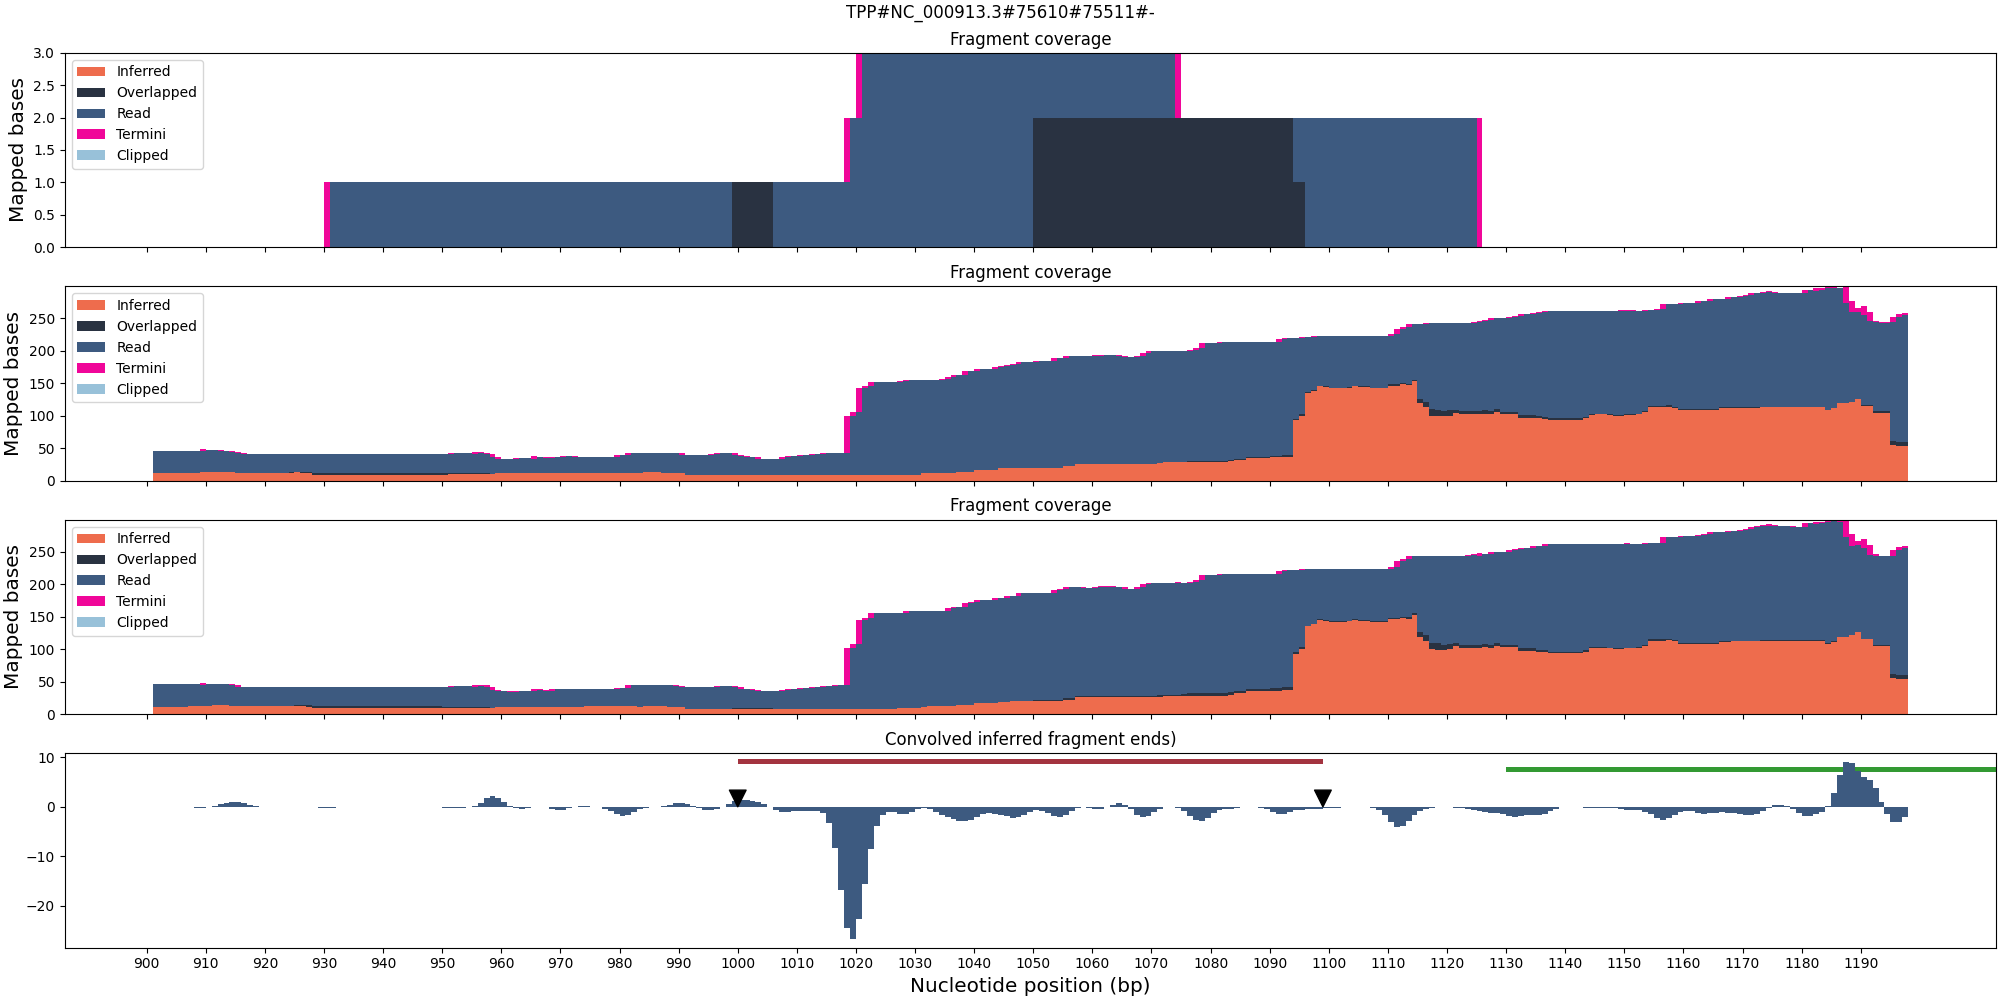 TPP#NC_000913.3#75610#75511#-
Fragment coverage
Mapped bases
3.0
2.5
2.0
1.5
1.0
0.5
0.0
Inferred
Overlapped
Read
Termini
Clipped
Fragment coverage
Mapped bases
250
200
150
100
50
0
Inferred
Overlapped
Read
Termini
Clipped
Fragment coverage
Mapped bases
250
200
150
100
50
0
Inferred
Overlapped
Read
Termini
Clipped
Convolved inferred fragment ends)
10
0
−10
−20
900 910 920 930 940 950 960 970 980 990 1000 1010 1020 1030 1040 1050 1060 1070 1080 1090 1100 1110 1120 1130 1140 1150 1160 1170 1180 1190
Nucleotide position (bp)